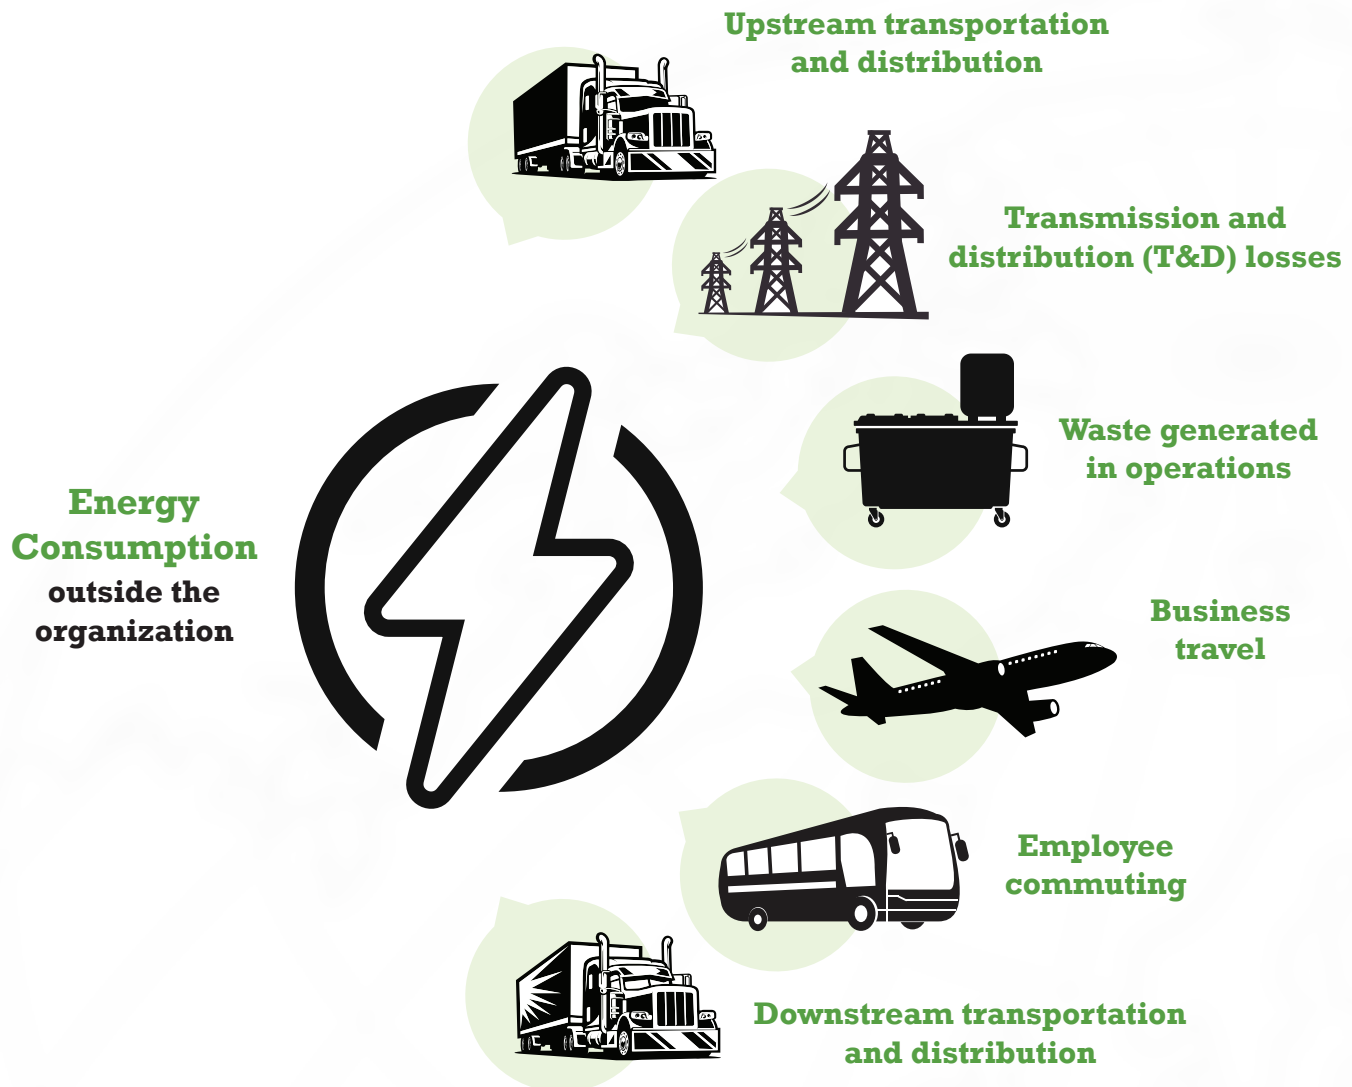 Upstream transportation
and distribution
Transmission and
distribution (T&D) losses
Waste generated
in operations
Energy
Consumption
outside the
organization
Business
travel
Employee
commuting
Downstream transportation
and distribution